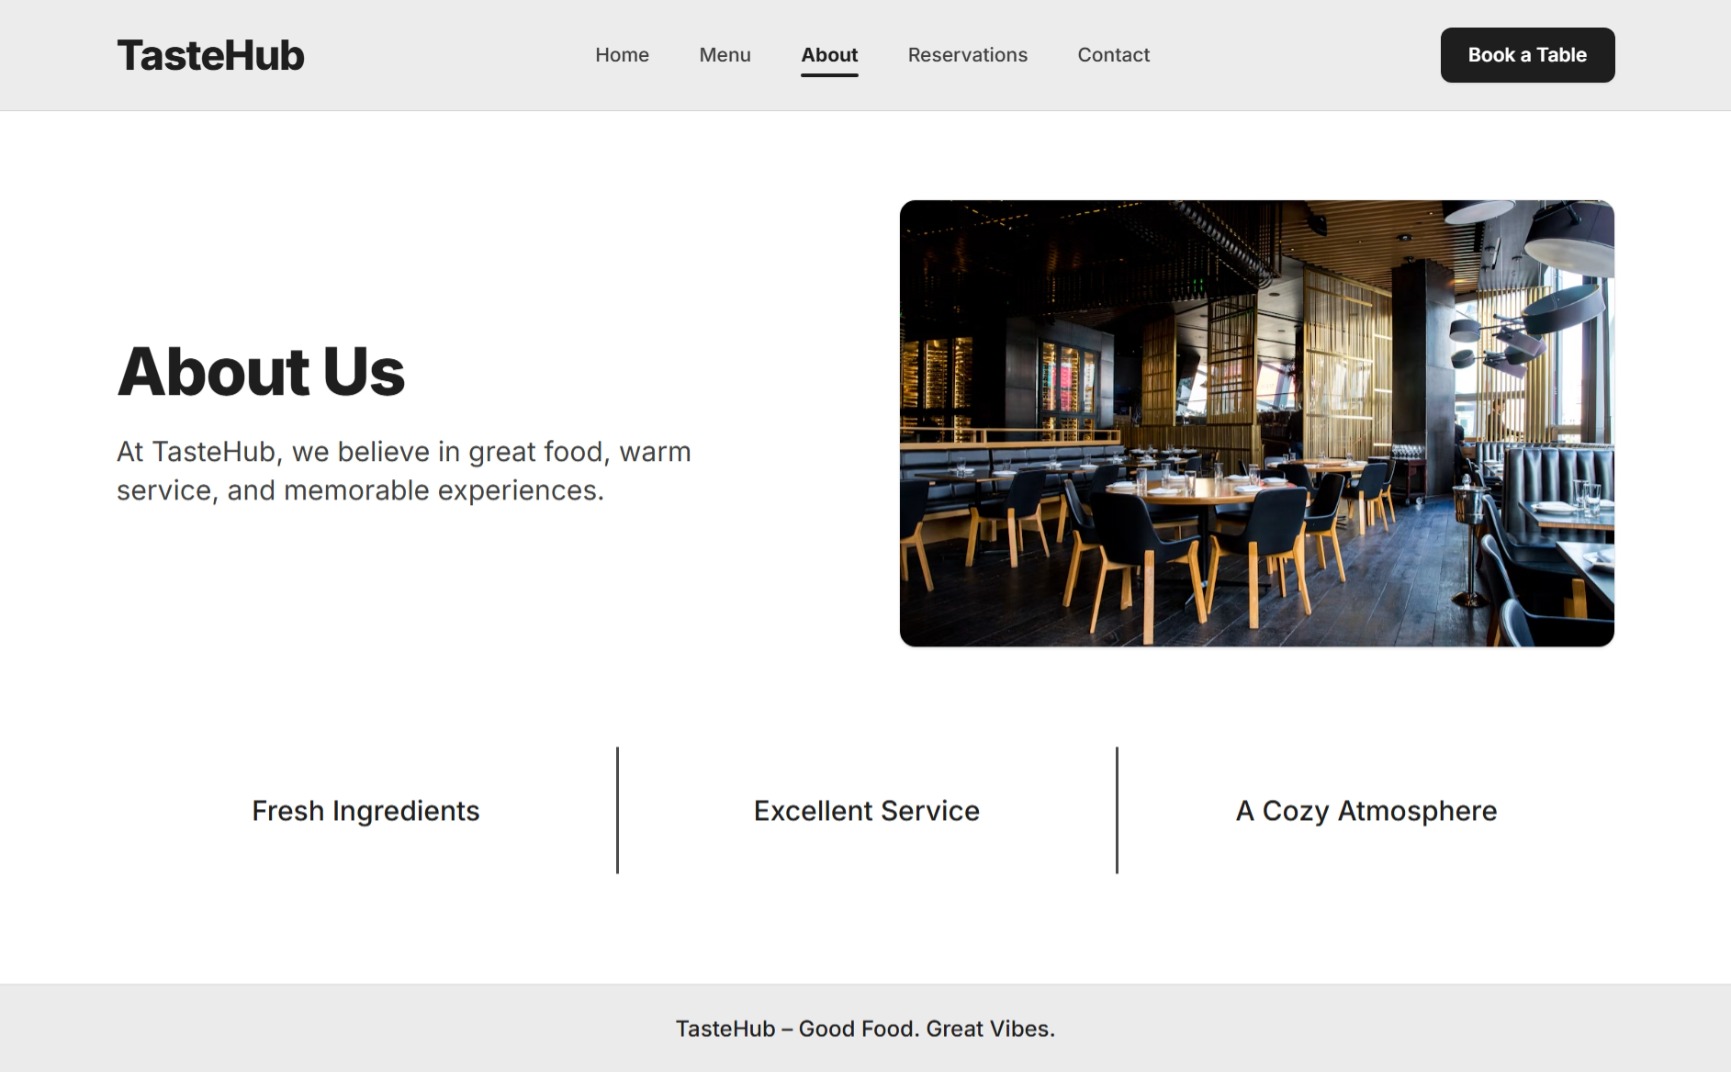 TasteHub
Home
Menu
About
Reservations
Contact
Book a Table
About Us
At TasteHub, we believe in great food, warm
service, and memorable experiences.
Fresh Ingredients
Excellent Service
A Cozy Atmosphere
TasteHub – Good Food. Great Vibes.